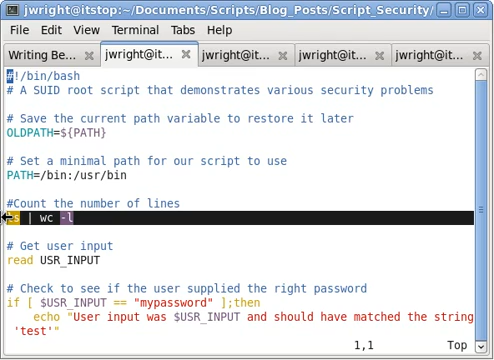 jwright@itstop:~/Documents/Scripts/Blog_Posts/Script_Security/
File Edit View Terminal Tabs Help
Writing Be... jwright@it... jwright@it... jwright@it... jwright@it...
#!/bin/bash
# A SUID root script that demonstrates various security problems
# Save the current path variable to restore it later
OLDPATH=${PATH}
# Set a minimal path for our script to use
PATH=/bin:/usr/bin
#Count the number of lines
| wc -l
# Get user input
read USR_INPUT
# Check to see if the user supplied the right password
if [ $USR_INPUT == "mypassword" ];then
echo "User input was $USR_INPUT and should have matched the string
'test'"
1,1 Top